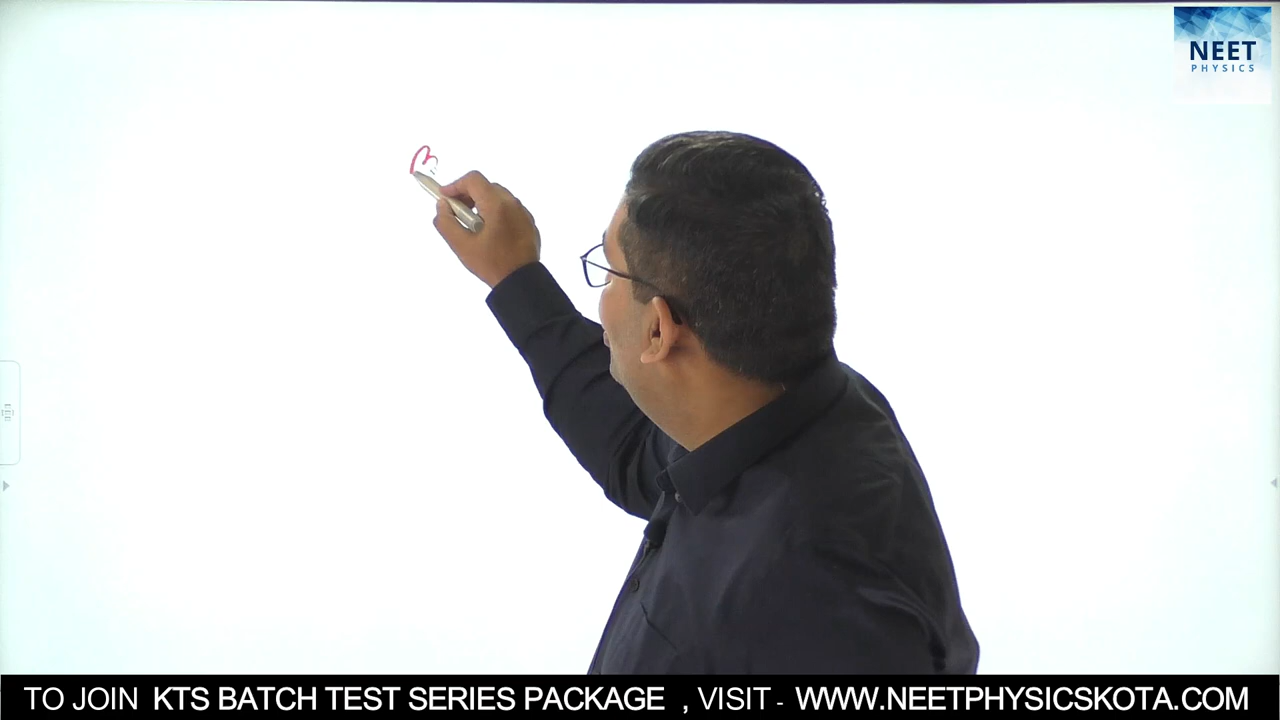 NEET
PHYSICS
TO JOIN KTS BATCH TEST SERIES PACKAGE , VISIT - WWW.NEETPHYSICSKOTA.COM